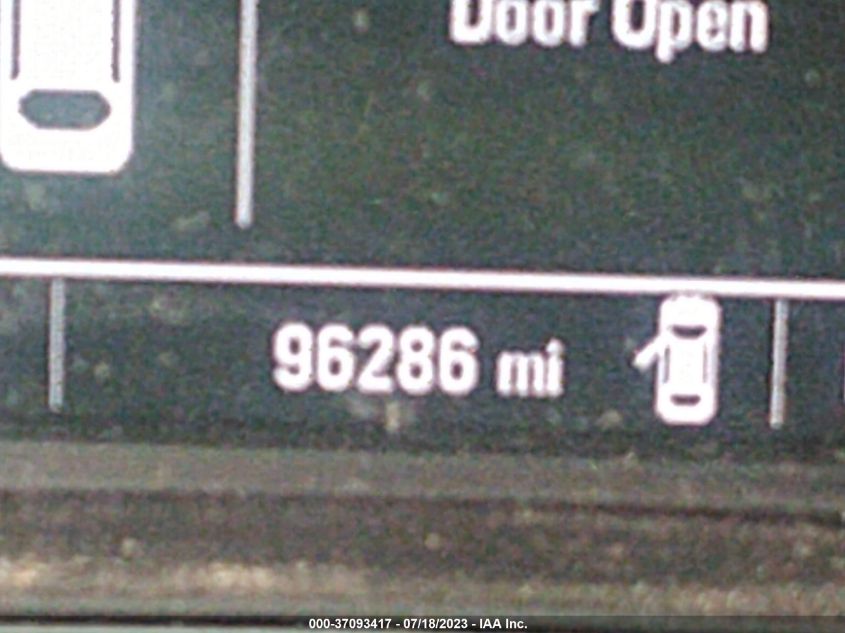 Door Open
96286 mi
000-37093417 - 07/18/2023 - IAA Inc.